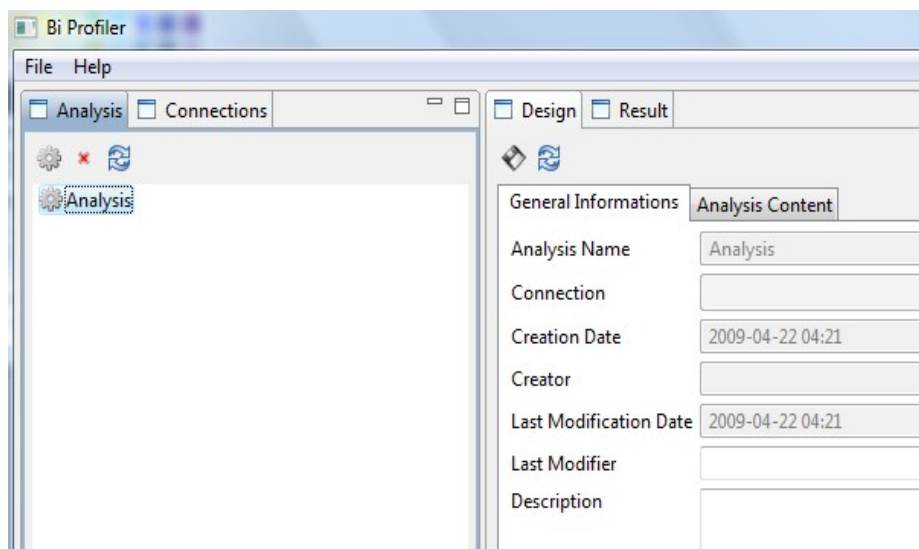 Bi Profiler
File Help
Analysis Connections
Design Result
Analysis
General Informations Analysis Content
Analysis Name Analysis
Connection
Creation Date 2009-04-22 04:21
Creator
Last Modification Date 2009-04-22 04:21
Last Modifier
Description